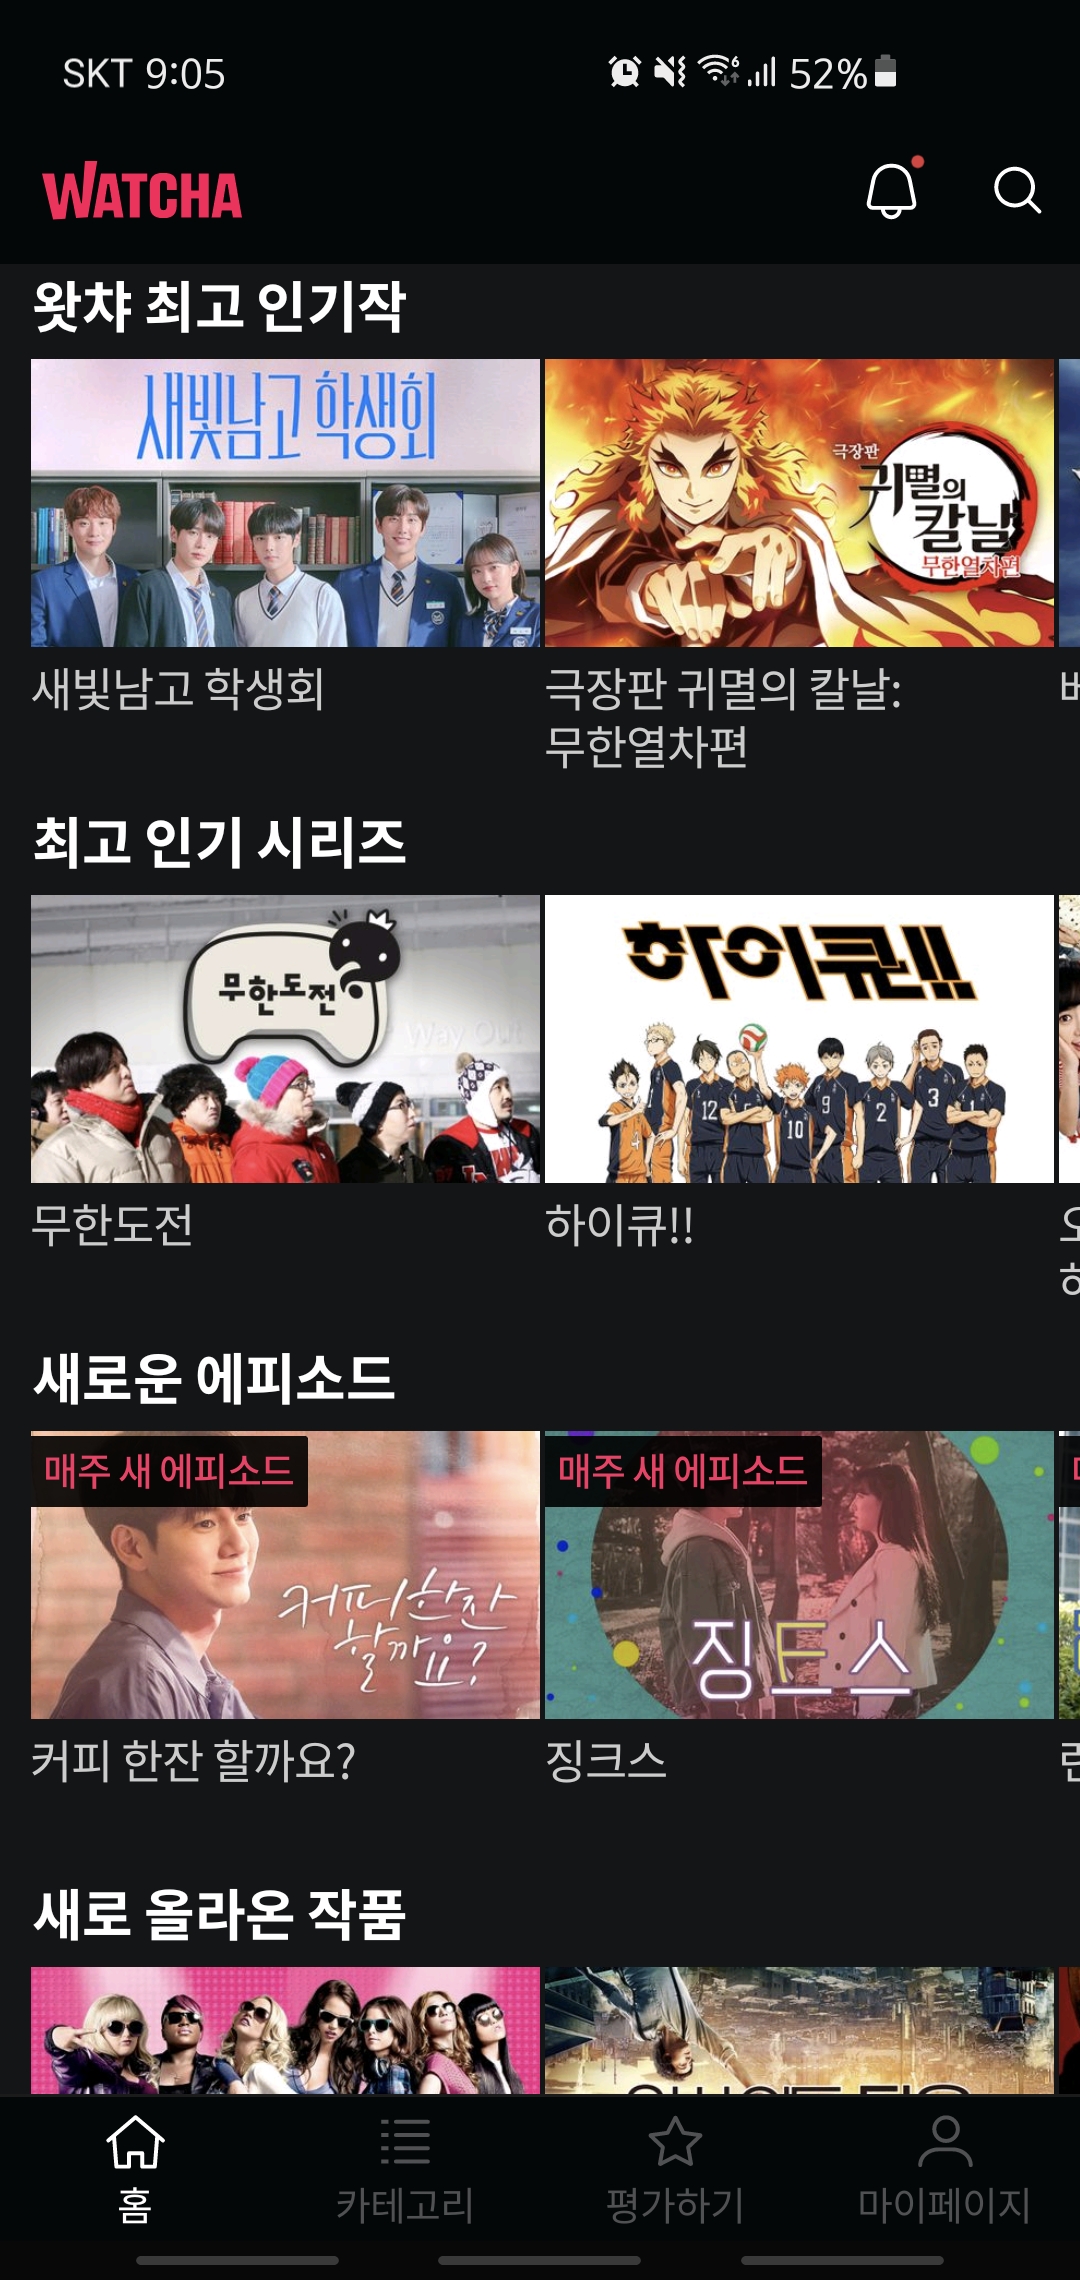 SKT 9:05
52%
WATCHA
왓챠 최고 인기작
새빛남고 학생회
극장판
귀멸의
칼날
무한열차편
새빛남고 학생회
극장판 귀멸의 칼날:
무한열차편
최고 인기 시리즈
무한도전
Way Out
하이큐!!
4
1
12
10
9
2
3
1
무한도전
하이큐!!
새로운 에피소드
매주 새 에피소드
매주 새 에피소드
커피 한잔
할까요?
징크스
커피 한잔 할까요?
징크스
새로 올라온 작품
홈
카테고리
평가하기
마이페이지